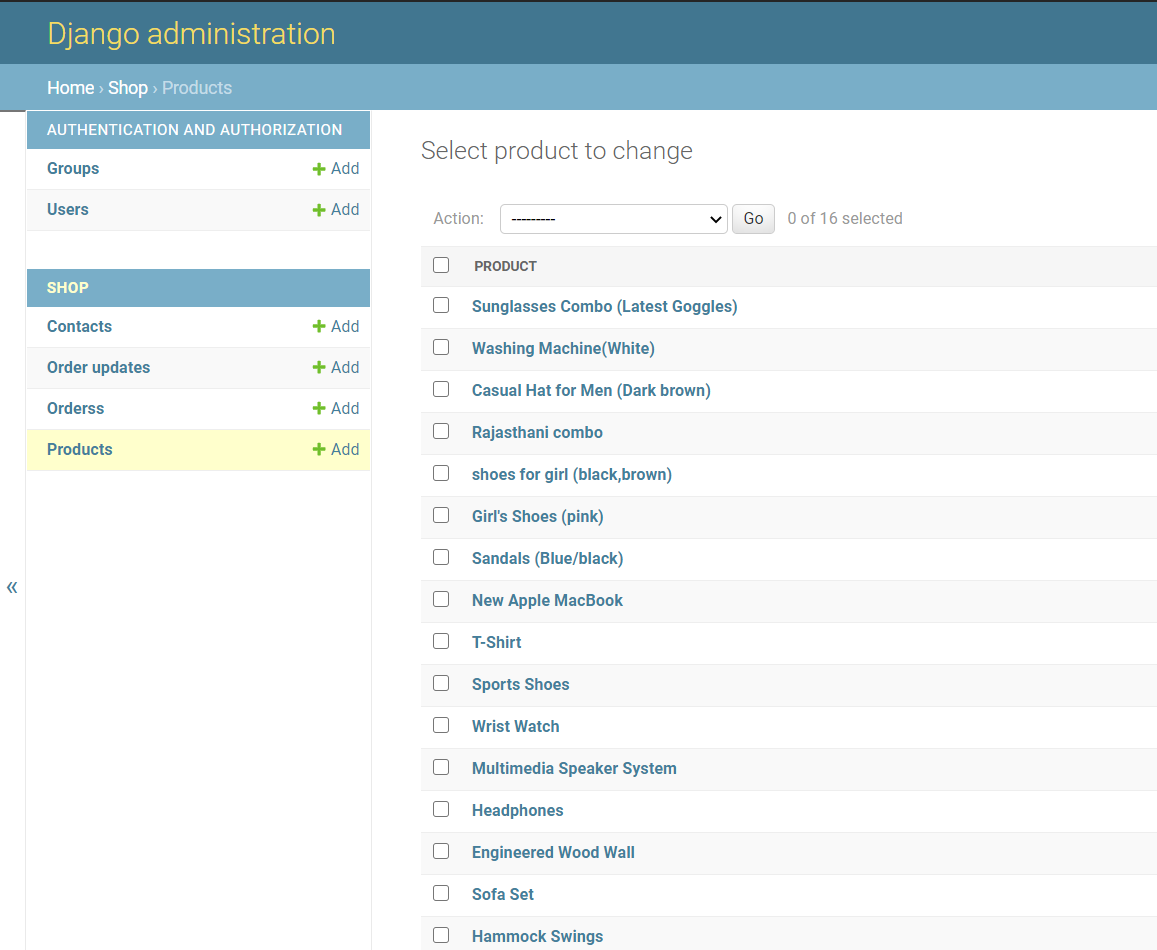 Django administration
Home › Shop › Products
AUTHENTICATION AND AUTHORIZATION
Groups + Add
Users + Add
SHOP
Contacts + Add
Order updates + Add
Orderss + Add
Products + Add
«
Select product to change
Action: --------- Go 0 of 16 selected
PRODUCT
Sunglasses Combo (Latest Goggles)
Washing Machine(White)
Casual Hat for Men (Dark brown)
Rajasthani combo
shoes for girl (black,brown)
Girl's Shoes (pink)
Sandals (Blue/black)
New Apple MacBook
T-Shirt
Sports Shoes
Wrist Watch
Multimedia Speaker System
Headphones
Engineered Wood Wall
Sofa Set
Hammock Swings